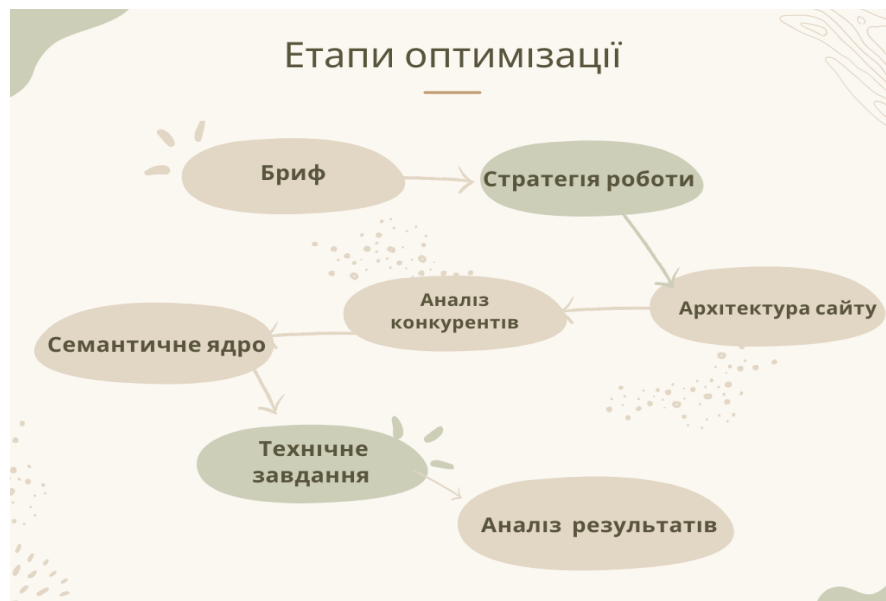 Етапи оптимізації
Бриф
Стратегія роботи
Архітектура сайту
Аналіз
конкурентів
Семантичне ядро
Технічне
завдання
Аналіз результатів